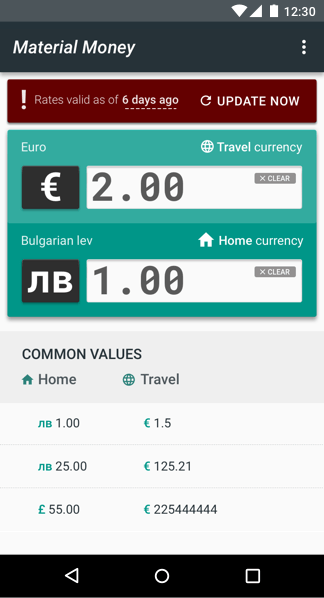 12:30
Material Money
! Rates valid as of 6 days ago UPDATE NOW
Euro Travel currency
€ 2.00 × CLEAR
Bulgarian lev Home currency
лв 1.00 × CLEAR
COMMON VALUES
Home Travel
лв 1.00 € 1.5
лв 25.00 € 125.21
£ 55.00 € 225444444